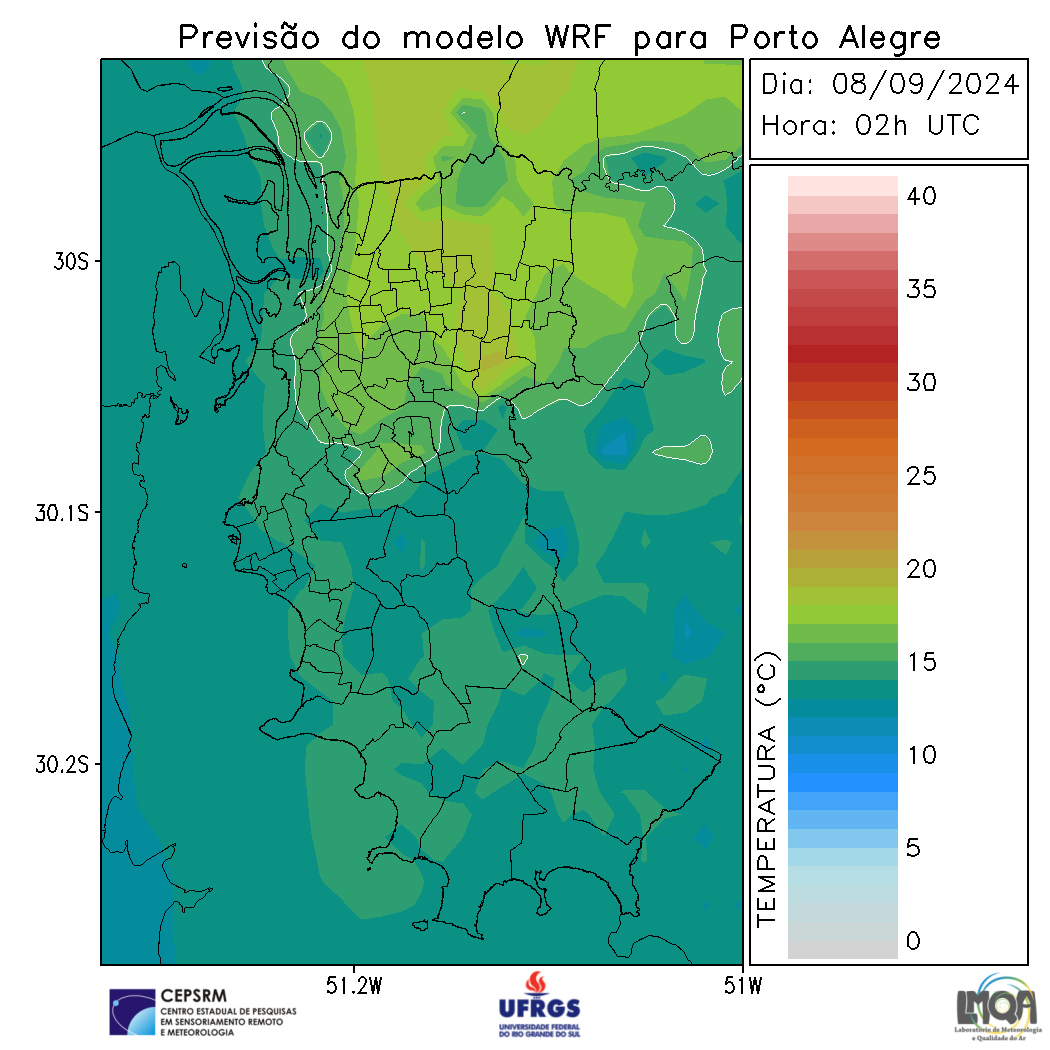 Previsão do modelo WRF para Porto Alegre
Dia: 08/09/2024
Hora: 02h UTC
40
35
30
25
20
15
10
5
0
TEMPERATURA (°C)
30S
30.1S
30.2S
51.2W
51W
CEPSRM
CENTRO ESTADUAL DE PESQUISAS
EM SENSORIAMENTO REMOTO
E METEOROLOGIA
UFRGS
UNIVERSIDADE FEDERAL
DO RIO GRANDE DO SUL
LMQA
Laboratório de Meteorologia
e Qualidade do Ar